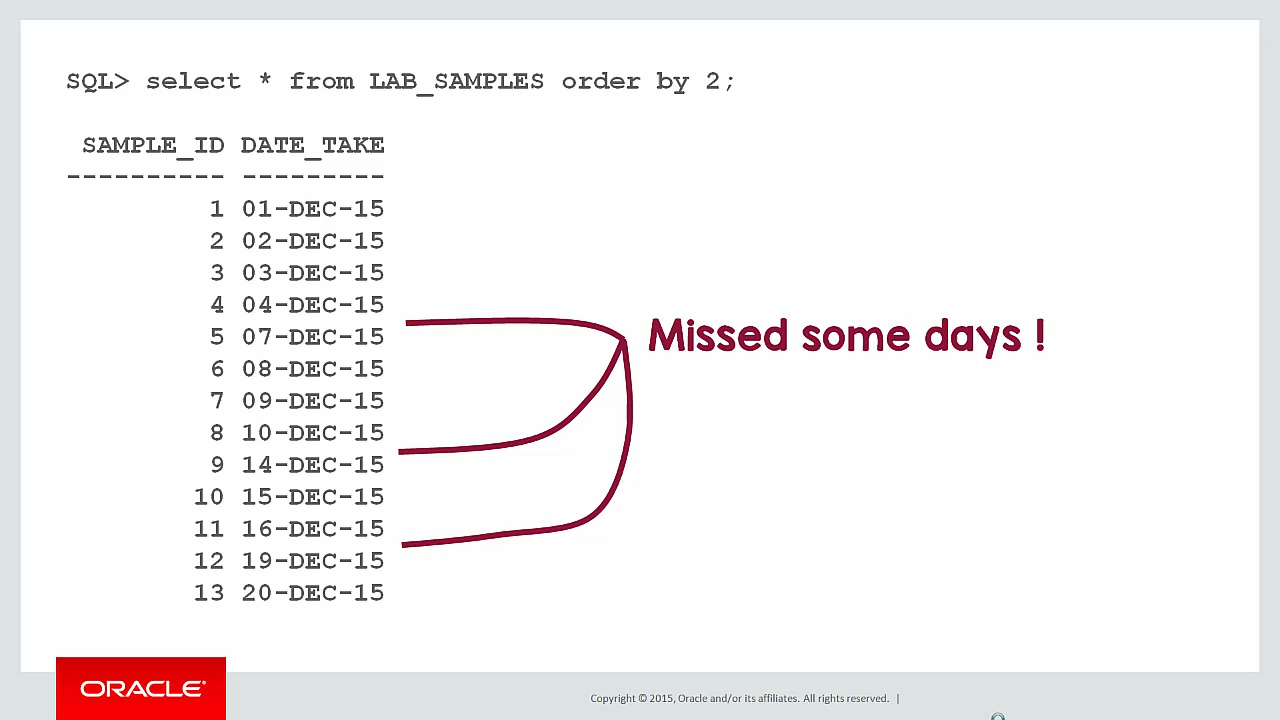 SQL> select * from LAB_SAMPLES order by 2;
SAMPLE_ID DATE_TAKE
---------- ---------
1 01-DEC-15
2 02-DEC-15
3 03-DEC-15
4 04-DEC-15
5 07-DEC-15
6 08-DEC-15
7 09-DEC-15
8 10-DEC-15
9 14-DEC-15
10 15-DEC-15
11 16-DEC-15
12 19-DEC-15
13 20-DEC-15
Missed some days !
ORACLE®
Copyright © 2015, Oracle and/or its affiliates. All rights reserved. |